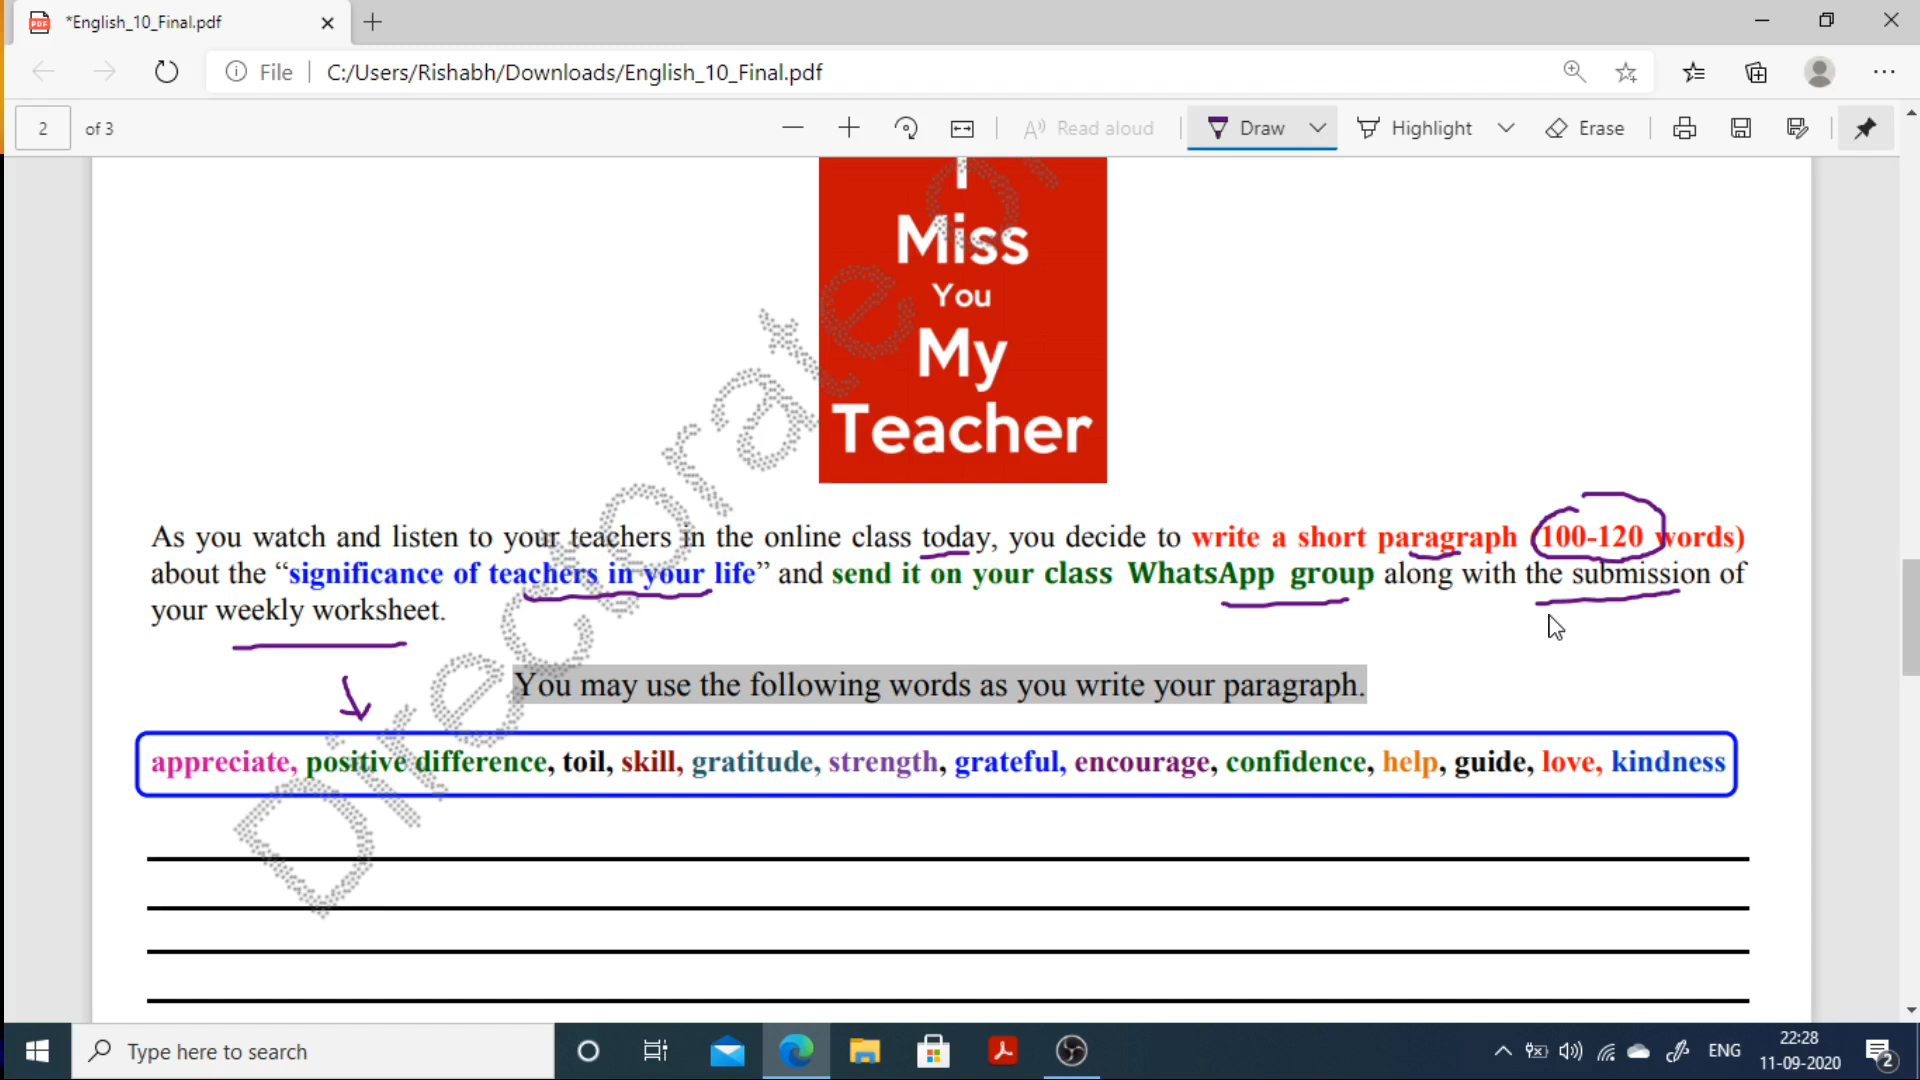 *English_10_Final.pdf
File C:/Users/Rishabh/Downloads/English_10_Final.pdf
2 of 3 Read aloud Draw Highlight Erase
I
Miss
You
My
Teacher
As you watch and listen to your teachers in the online class today, you decide to write a short paragraph (100-120 words)
about the “significance of teachers in your life” and send it on your class WhatsApp group along with the submission of
your weekly worksheet.
You may use the following words as you write your paragraph.
appreciate, positive difference, toil, skill, gratitude, strength, grateful, encourage, confidence, help, guide, love, kindness
Directorate
Type here to search
ENG
22:28
11-09-2020
2